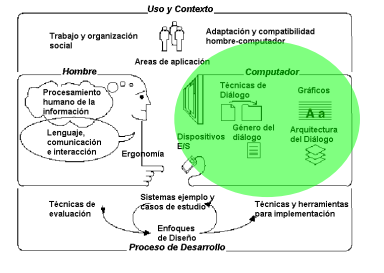 Uso y Contexto
Trabajo y organización
social
Adaptación y compatibilidad
hombre-computador
Areas de aplicación
Hombre
Computador
Procesamiento
humano de la
información
Lenguaje,
comunicación
e interacción
Ergonomía
Técnicas de
Diálogo
Gráficos
Aa
Dispositivos
E/S
Género del
diálogo
Arquitectura
del Diálogo
Técnicas de
evaluación
Sistemas ejemplo y
casos de estudio
Técnicas y herramientas
para implementación
Enfoques
de Diseño
Proceso de Desarrollo